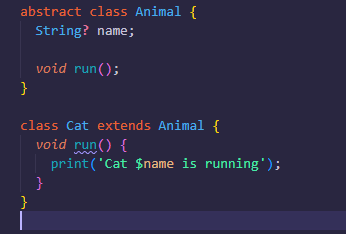 abstract class Animal {
  String? name;

  void run();
}

class Cat extends Animal {
  void run() {
    print('Cat $name is running');
  }
}